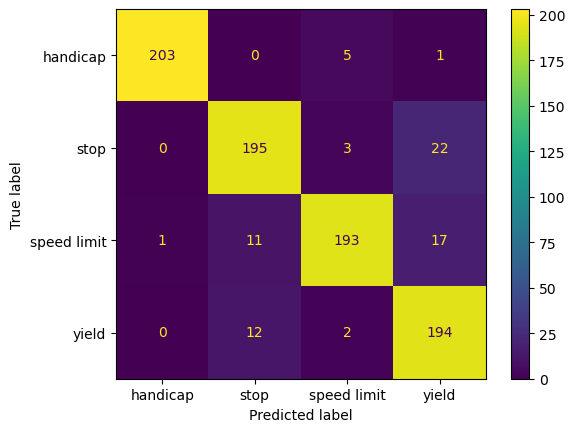 200
handicap 203 0 5 1
175
150
stop 0 195 3 22
125
100
speed limit 1 11 193 17
75
50
yield 0 12 2 194
25
0
handicap stop speed limit yield
Predicted label
True label